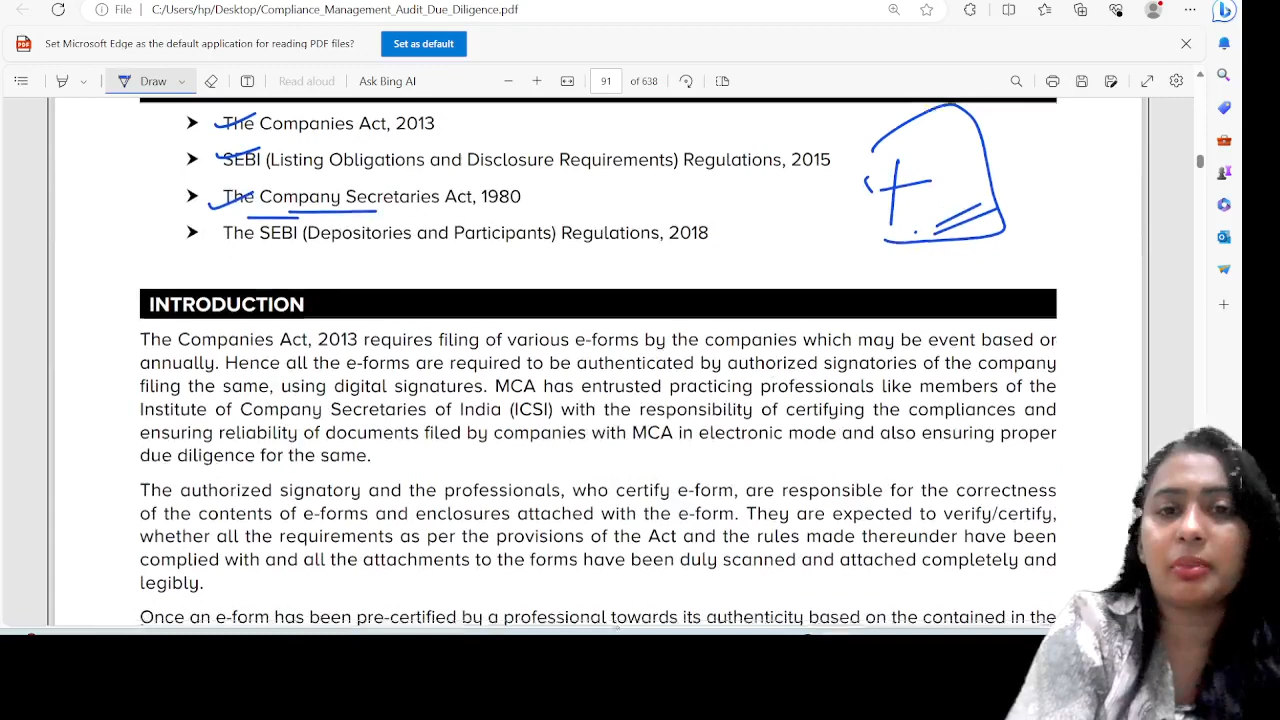 File
C:/Users/hp/Desktop/Compliance_Management_Audit_Due_Diligence.pdf
Set Microsoft Edge as the default application for reading PDF files?
Set as default
Draw
Read aloud
Ask Bing AI
91
of 638
The Companies Act, 2013
SEBI (Listing Obligations and Disclosure Requirements) Regulations, 2015
The Company Secretaries Act, 1980
The SEBI (Depositories and Participants) Regulations, 2018
INTRODUCTION
The Companies Act, 2013 requires filing of various e-forms by the companies which may be event based or
annually. Hence all the e-forms are required to be authenticated by authorized signatories of the company
filing the same, using digital signatures. MCA has entrusted practicing professionals like members of the
Institute of Company Secretaries of India (ICSI) with the responsibility of certifying the compliances and
ensuring reliability of documents filed by companies with MCA in electronic mode and also ensuring proper
due diligence for the same.
The authorized signatory and the professionals, who certify e-form, are responsible for the correctness
of the contents of e-forms and enclosures attached with the e-form. They are expected to verify/certify,
whether all the requirements as per the provisions of the Act and the rules made thereunder have been
complied with and all the attachments to the forms have been duly scanned and attached completely and
legibly.
Once an e-form has been pre-certified by a professional towards its authenticity based on the contained in the